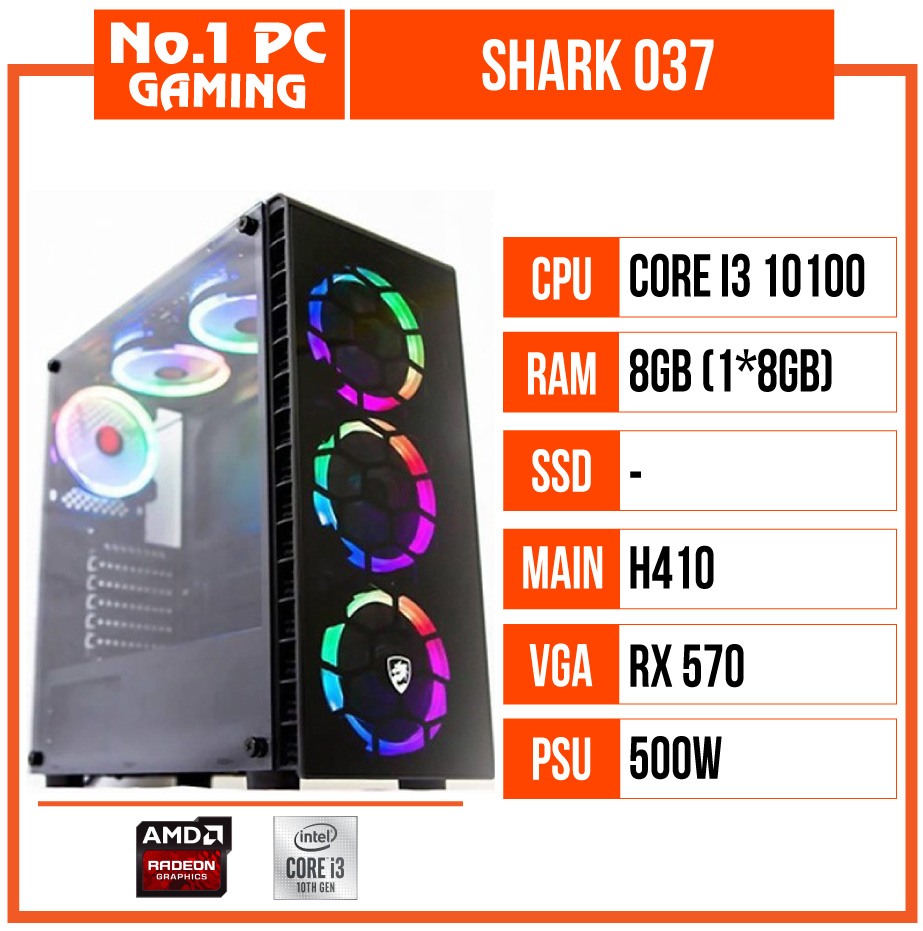 No.1 PC
GAMING
SHARK 037
CPU CORE I3 10100
RAM 8GB (1*8GB)
SSD -
MAIN H410
VGA RX 570
PSU 500W
AMD
RADEON
GRAPHICS
intel
CORE i3
10TH GEN